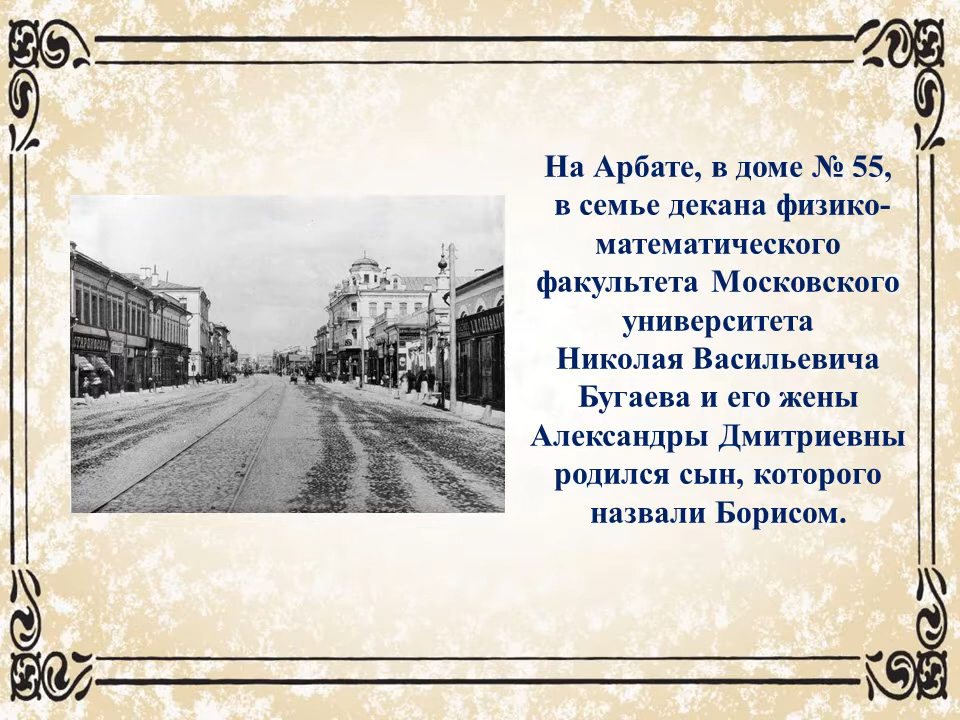 На Арбате, в доме № 55,
в семье декана физико-
математического
факультета Московского
университета
Николая Васильевича
Бугаева и его жены
Александры Дмитриевны
родился сын, которого
назвали Борисом.